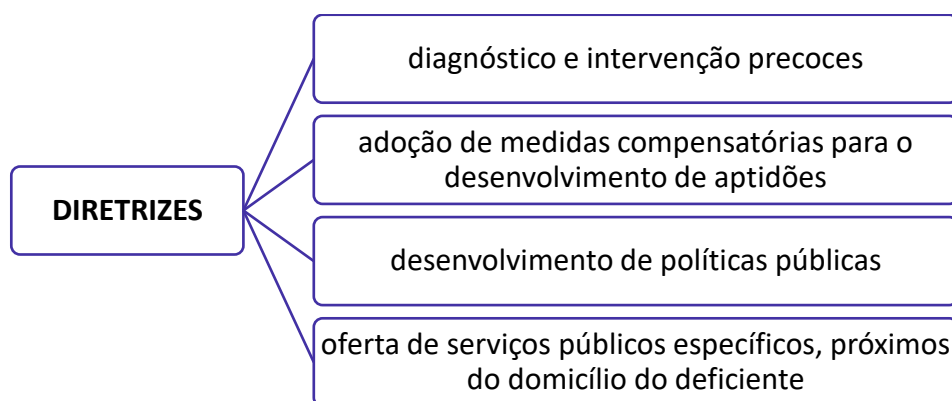 DIRETRIZES
diagnóstico e intervenção precoces
adoção de medidas compensatórias para o
desenvolvimento de aptidões
desenvolvimento de políticas públicas
oferta de serviços públicos específicos, próximos
do domicílio do deficiente